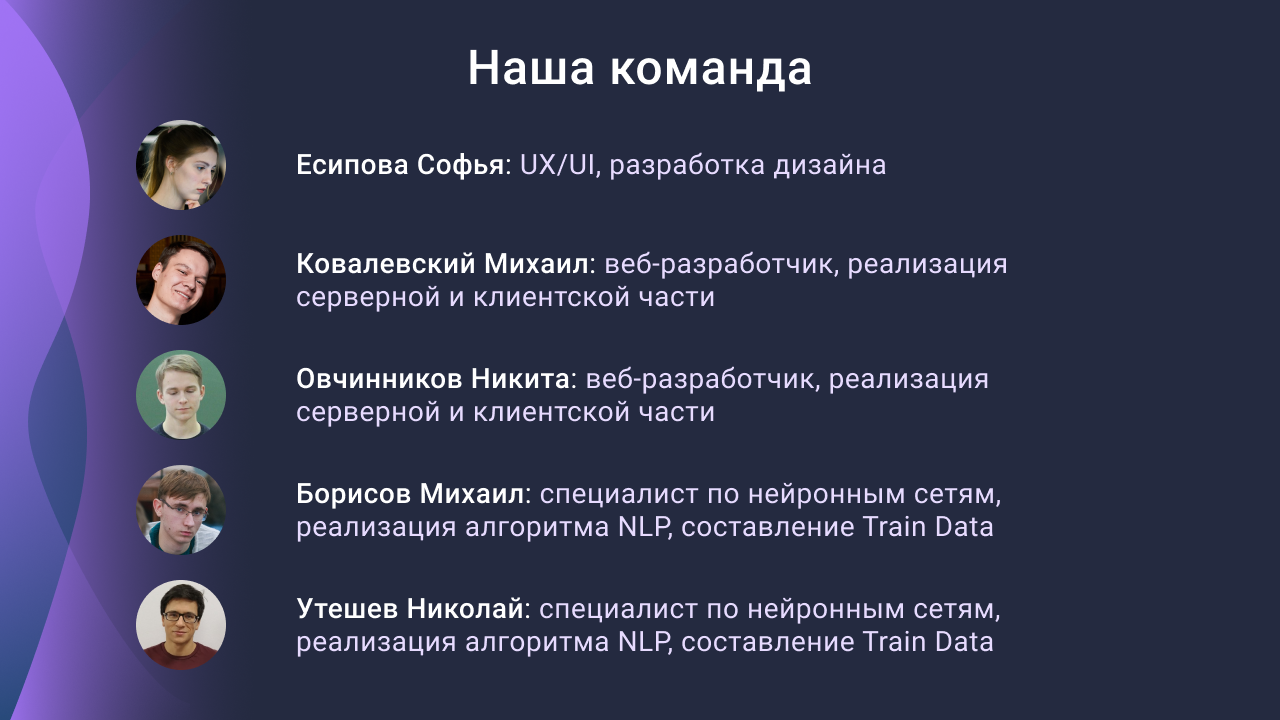 Наша команда
Есипова Софья: UX/UI, разработка дизайна
Ковалевский Михаил: веб-разработчик, реализация
серверной и клиентской части
Овчинников Никита: веб-разработчик, реализация
серверной и клиентской части
Борисов Михаил: специалист по нейронным сетям,
реализация алгоритма NLP, составление Train Data
Утешев Николай: специалист по нейронным сетям,
реализация алгоритма NLP, составление Train Data